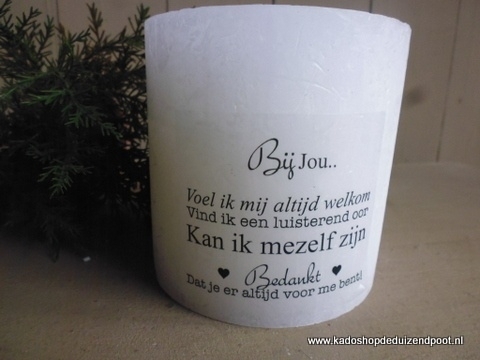 Bij Jou..
Voel ik mij altijd welkom
Vind ik een luisterend oor
Kan ik mezelf zijn
♥ Bedankt ♥
Dat je er altijd voor me bent!
www.kadoshopdeduizendpoot.nl